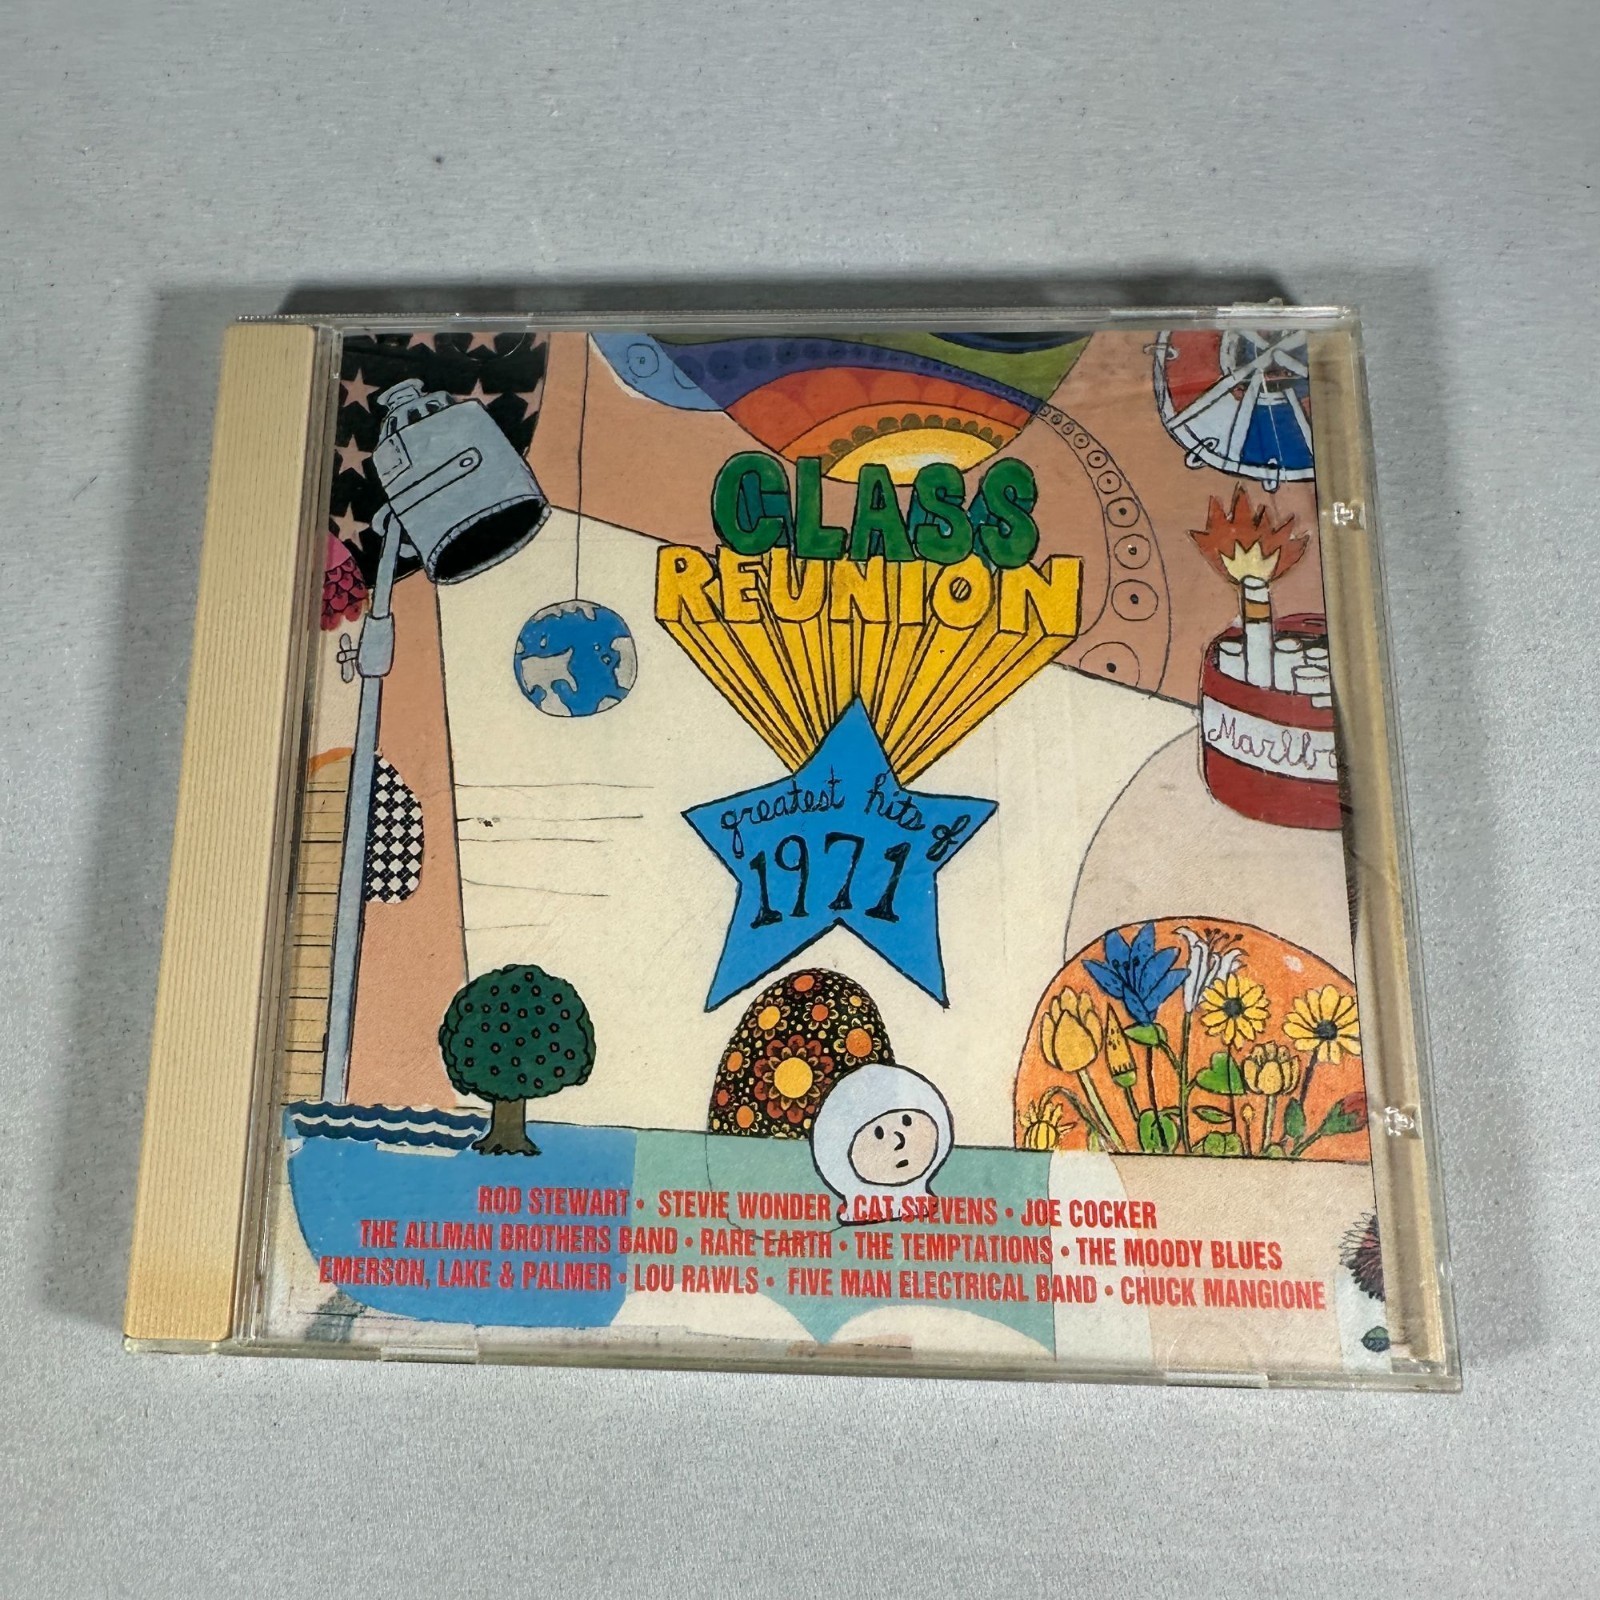 CLASS
REUNION
greatest hits of
1971
Marlbo
ROD STEWART • STEVIE WONDER • CAT STEVENS • JOE COCKER
THE ALLMAN BROTHERS BAND • RARE EARTH • THE TEMPTATIONS • THE MOODY BLUES
EMERSON, LAKE & PALMER • LOU RAWLS • FIVE MAN ELECTRICAL BAND • CHUCK MANGIONE